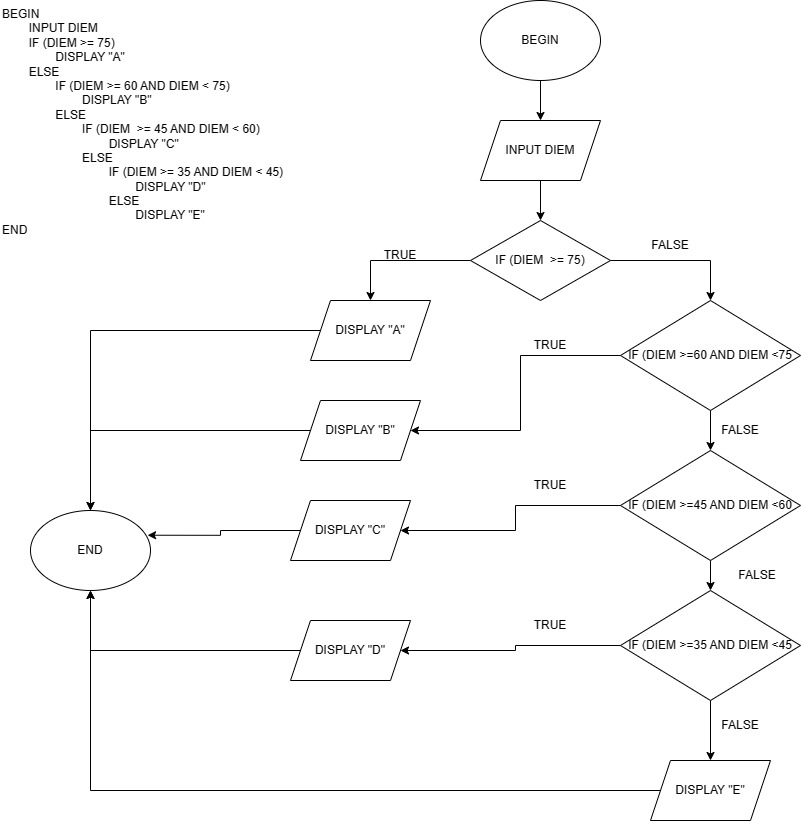 BEGIN
INPUT DIEM
IF (DIEM >= 75)
DISPLAY "A"
ELSE
IF (DIEM >= 60 AND DIEM < 75)
DISPLAY "B"
ELSE
IF (DIEM  >= 45 AND DIEM < 60)
DISPLAY "C"
ELSE
IF (DIEM >= 35 AND DIEM < 45)
DISPLAY "D"
ELSE
DISPLAY "E"
END
BEGIN
INPUT DIEM
IF (DIEM  >= 75)
TRUE
FALSE
DISPLAY "A"
IF (DIEM >=60 AND DIEM <75
TRUE
DISPLAY "B"
FALSE
IF (DIEM >=45 AND DIEM <60
TRUE
DISPLAY "C"
END
FALSE
IF (DIEM >=35 AND DIEM <45
TRUE
DISPLAY "D"
FALSE
DISPLAY "E"